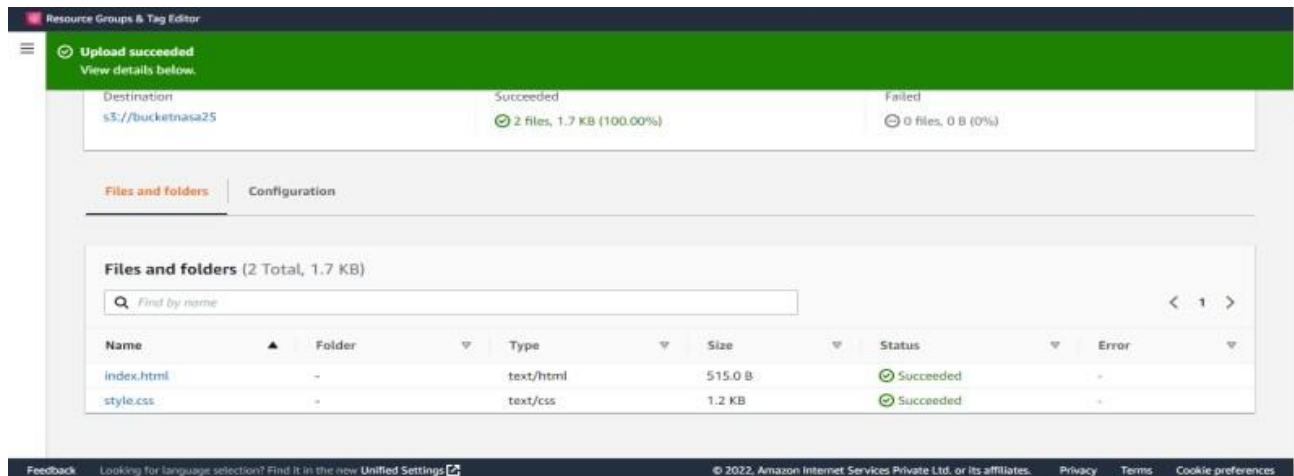 Resource Groups & Tag Editor
Upload succeeded
View details below.
Destination Succeeded Failed
s3://bucketnasa25 2 files, 1.7 KB (100.00%) 0 files, 0 B (0%)
Files and folders Configuration
Files and folders (2 Total, 1.7 KB)
Find by name 1
Name Folder Type Size Status Error
index.html - text/html 515.0 B Succeeded -
style.css - text/css 1.2 KB Succeeded -
Feedback Looking for language selection? Find it in the new Unified Settings © 2022, Amazon Internet Services Private Ltd. or its affiliates. Privacy Terms Cookie preferences